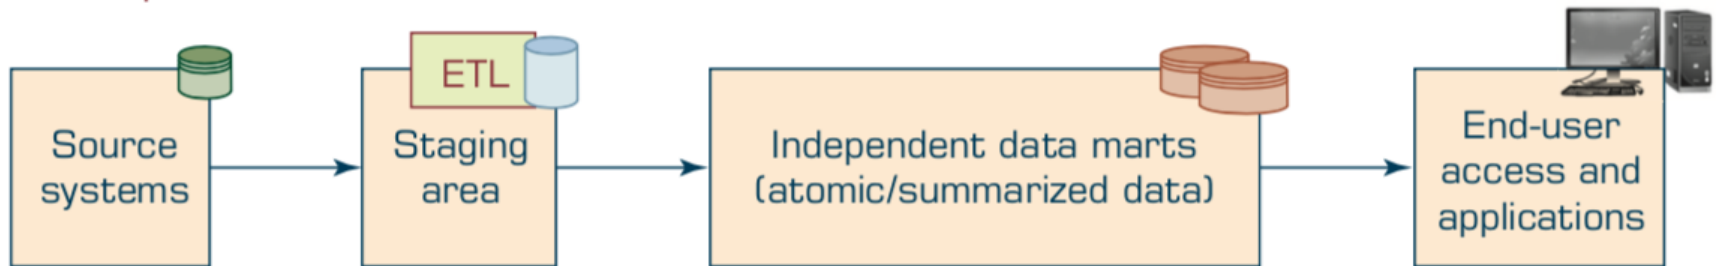 Source
systems
ETL
Staging
area
Independent data marts
(atomic/summarized data)
End-user
access and
applications